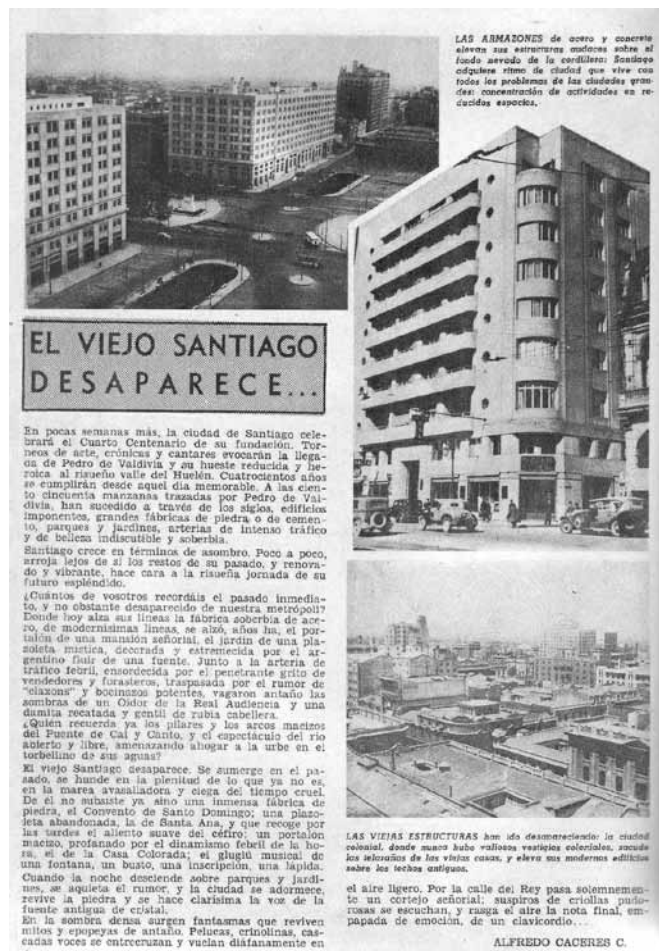 LAS ARMAZONES de acero y concreto
elevan sus estructuras audaces sobre el
fondo nevado de la cordillera: Santiago
adquiere ritmo de ciudad que vive con
todos los problemas de las ciudades gran-
des: concentración de actividades en re-
ducidos espacios.
EL VIEJO SANTIAGO
DESAPARECE...
En pocas semanas más, la ciudad de Santiago cele-
brará el Cuarto Centenario de su fundación. Tor-
neos de arte, crónicas y cantares evocarán la llega-
da de Pedro de Valdivia y su hueste reducida y he-
roica al risueño valle del Huelén. Cuatrocientos años
se cumplirán desde aquel día memorable. A las cien-
to cincuenta manzanas trazadas por Pedro de Val-
divia, han sucedido a través de los siglos, edificios
imponentes, grandes fábricas de piedra o de cemen-
to, parques y jardines, arterias de intenso tráfico
y de belleza indiscutible y soberbia.
Santiago crece en términos de asombro. Poco a poco,
arroja lejos de sí los restos de su pasado, y renova-
do y vibrante, hace cara a la risueña jornada de su
futuro espléndido.
¿Cuántos de vosotros recordáis el pasado inmedia-
to, y no obstante desaparecido de nuestra metrópoli?
Donde hoy alza sus líneas la fábrica soberbia de ace-
ro, de modernísimas líneas, se alzó, años ha, el por-
talón de una mansión señorial, el jardín de una pla-
zoleta mística, decorada y estremecida por el ar-
gentino fluir de una fuente. Junto a la arteria de
tráfico febril, ensordecida por el penetrante grito de
vendedores y forasteros, traspasada por el rumor de
"claxons" y bocinazos potentes, vagaron antaño las
sombras de un Oidor de la Real Audiencia y una
damita recatada y gentil de rubia cabellera.
¿Quién recuerda ya los pilares y los arcos macizos
del Puente de Cal y Canto, y el espectáculo del río
abierto y libre, amenazando ahogar a la urbe en el
torbellino de sus aguas?
El viejo Santiago desaparece. Se sumerge en el pa-
sado, se hunde en la plenitud de lo que ya no es,
en la marea avasalladora y ciega del tiempo cruel.
De él no subsiste ya sino una inmensa fábrica de
piedra, el Convento de Santo Domingo; una plazo-
leta abandonada, la de Santa Ana, y que recoge por
las tardes el aliento suave del céfiro; un portalón
macizo, profanado por el dinamismo febril de la ho-
ra, el de la Casa Colorada; el gluglú musical de
una fontana, un busto, una inscripción, una lápida.
Cuando la noche desciende sobre parques y jardi-
nes, se aquieta el rumor, y la ciudad se adormece,
revive la piedra y se hace clarísima la voz de la
fuente antigua de cristal.
En la sombra densa surgen fantasmas que reviven
mitos y epopeyas de antaño. Pelucas, crinolinas, cas-
cadas voces se entrecruzan y vuelan diáfanamente en
LAS VIEJAS ESTRUCTURAS han ido desapareciendo: la ciudad
colonial, donde nunca hubo valiosos vestigios coloniales, sacude
las telarañas de las viejas casas, y eleva sus modernos edificios
sobre los techos antiguos.
el aire ligero. Por la calle del Rey pasa solemnemen-
te un cortejo señorial; suspiros de criollas pudo-
rosas se escuchan, y rasga el aire la nota final, em-
papada de emoción, de un clavicordio...
ALFREDO CACERES C.